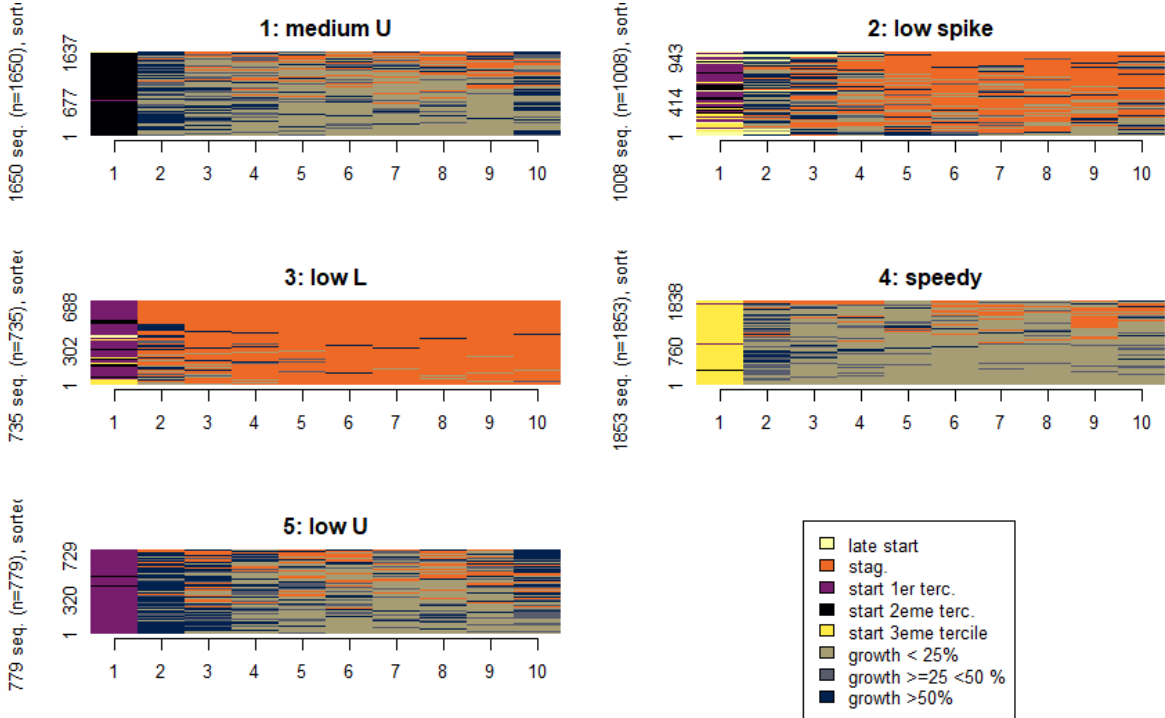 1: medium U
1650 seq. (n=1650), sorte
1 677 1637
1 2 3 4 5 6 7 8 9 10
2: low spike
1008 seq. (n=1008), sort
1 414 943
1 2 3 4 5 6 7 8 9 10
3: low L
735 seq. (n=735), sorte
1 302 688
1 2 3 4 5 6 7 8 9 10
4: speedy
1853 seq. (n=1853), sorte
1 760 1838
1 2 3 4 5 6 7 8 9 10
5: low U
779 seq. (n=779), sorte
1 320 729
1 2 3 4 5 6 7 8 9 10
late start
stag.
start 1er terc.
start 2eme terc.
start 3eme tercile
growth < 25%
growth >=25 <50 %
growth >50%